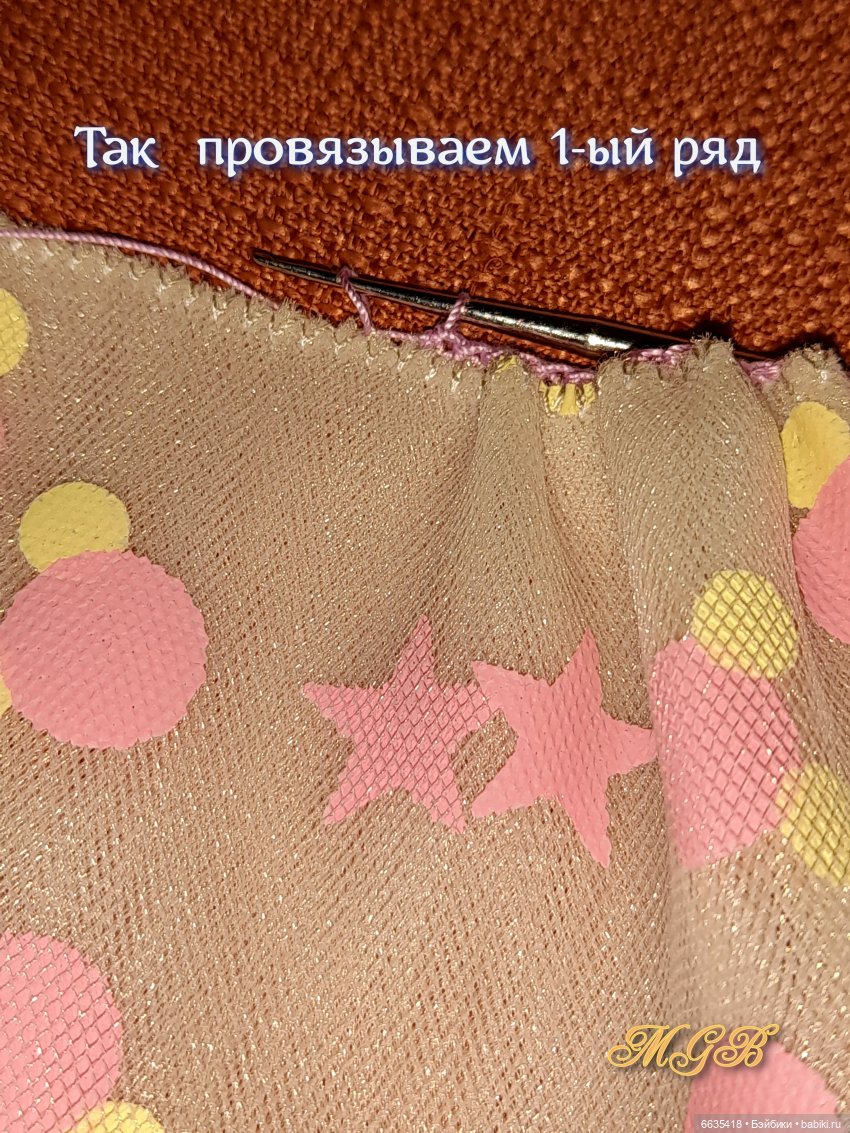 Так провязываем 1-ый ряд
MGB
6635418 • Бэйбики • babiki.ru